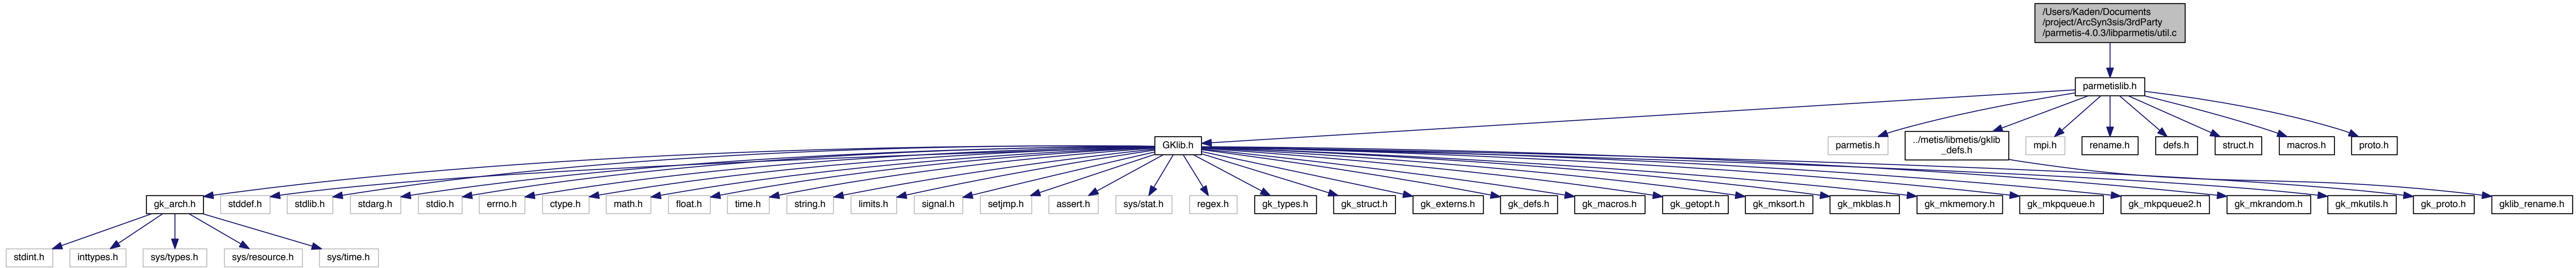 /Users/Kaden/Documents
/project/ArcSyn3sis/3rdParty
/parmetis-4.0.3/libparmetis/util.c
parmetislib.h
GKlib.h
parmetis.h
../metis/libmetis/gklib
_defs.h
mpi.h
rename.h
defs.h
struct.h
macros.h
proto.h
gk_arch.h
stddef.h
stdlib.h
stdarg.h
stdio.h
errno.h
ctype.h
math.h
float.h
time.h
string.h
limits.h
signal.h
setjmp.h
assert.h
sys/stat.h
regex.h
gk_types.h
gk_struct.h
gk_externs.h
gk_defs.h
gk_macros.h
gk_getopt.h
gk_mksort.h
gk_mkblas.h
gk_mkmemory.h
gk_mkpqueue.h
gk_mkpqueue2.h
gk_mkrandom.h
gk_mkutils.h
gk_proto.h
gklib_rename.h
stdint.h
inttypes.h
sys/types.h
sys/resource.h
sys/time.h